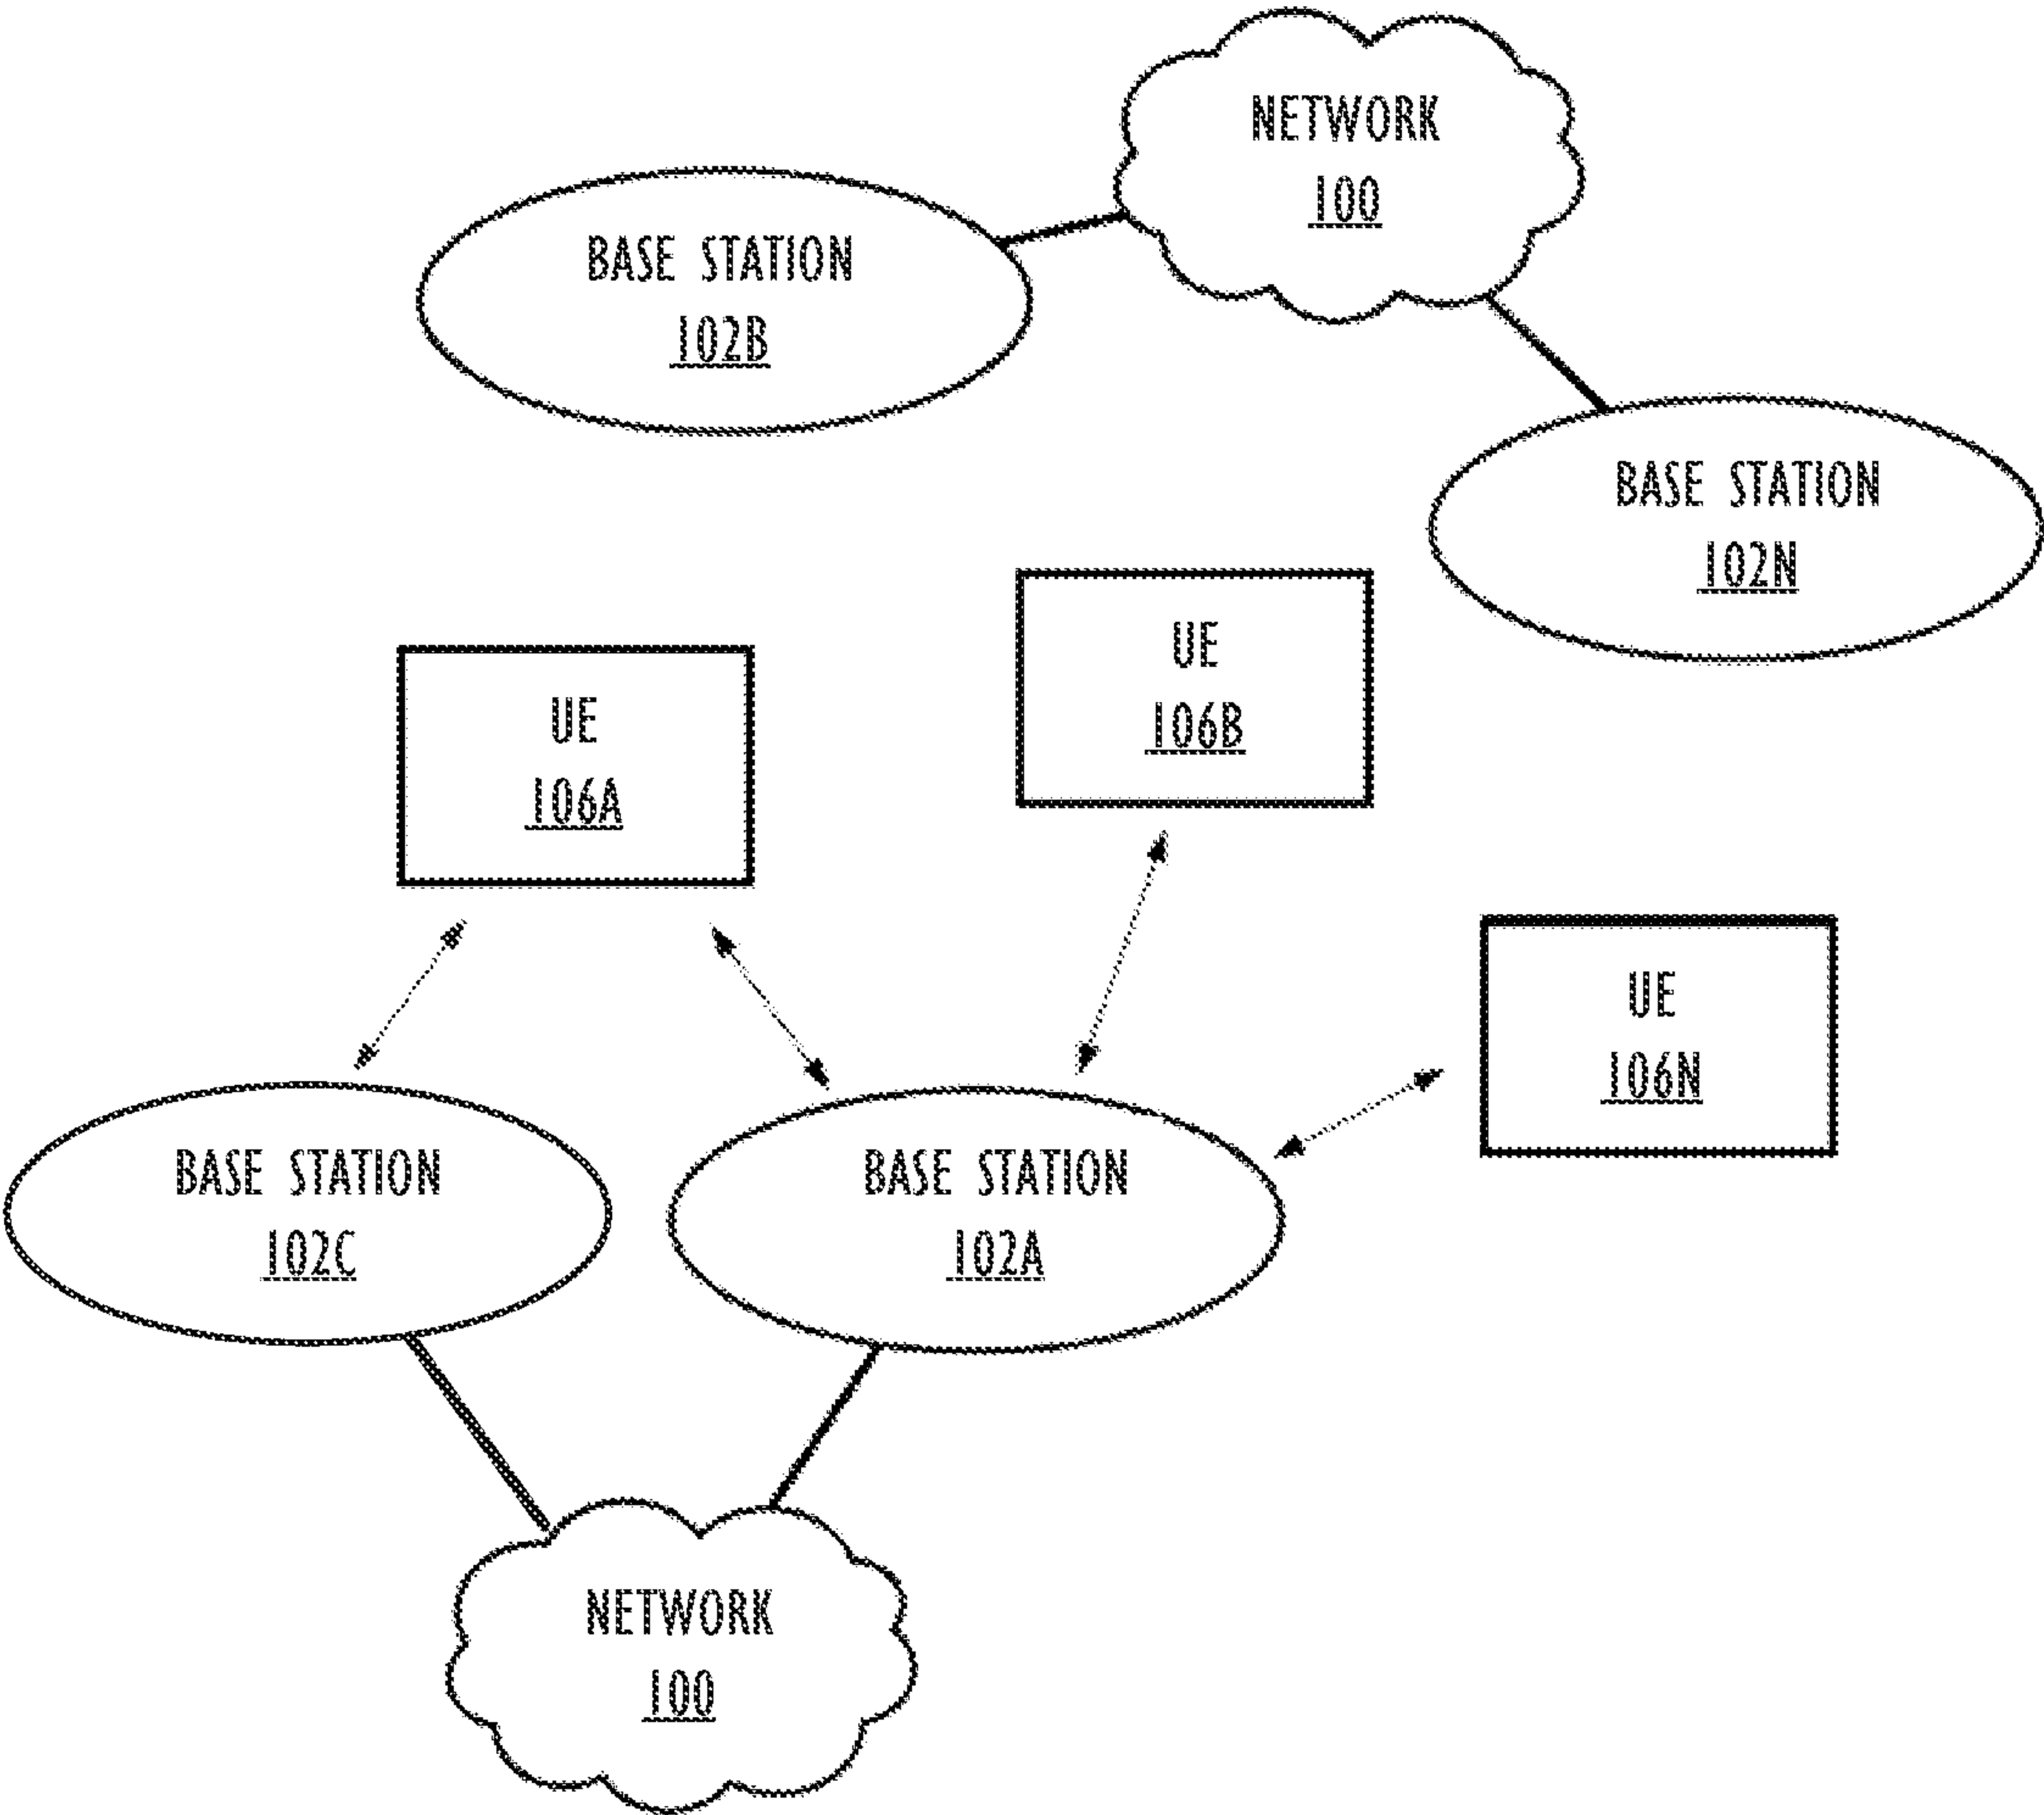 NETWORK
100
BASE STATION
102B
BASE STATION
102N
UE
106B
UE
106A
UE
106N
BASE STATION
102C
BASE STATION
102A
NETWORK
100